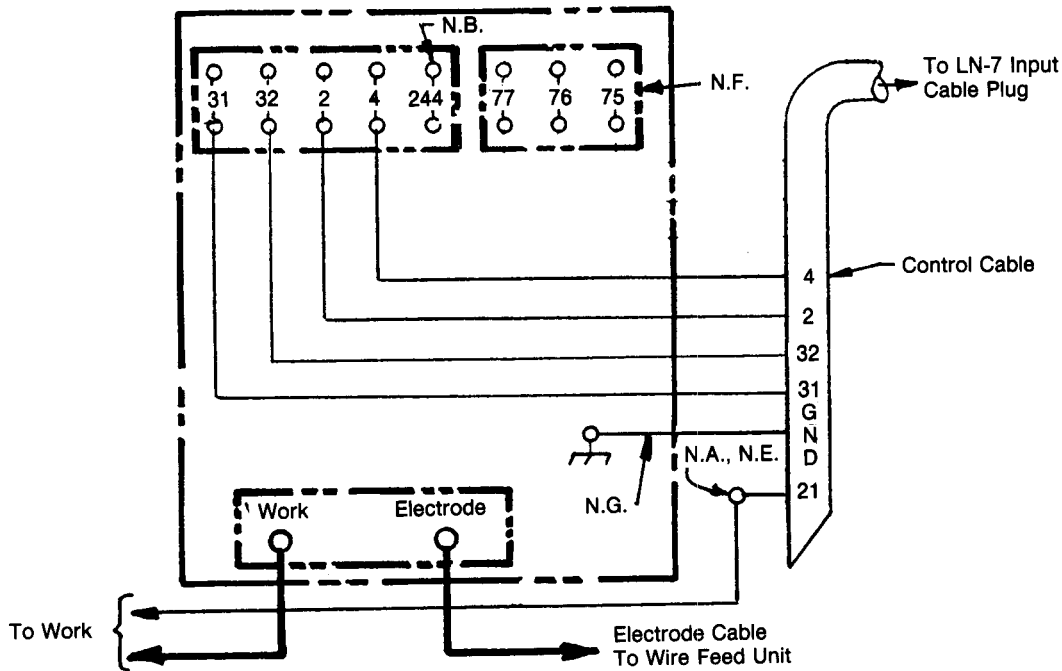 N.B.
31 32 2 4 244
77 76 75
N.F.
To LN-7 Input
Cable Plug
4
Control Cable
2
32
31
G
N
D
N.A., N.E.
21
N.G.
Work
Electrode
To Work
Electrode Cable
To Wire Feed Unit